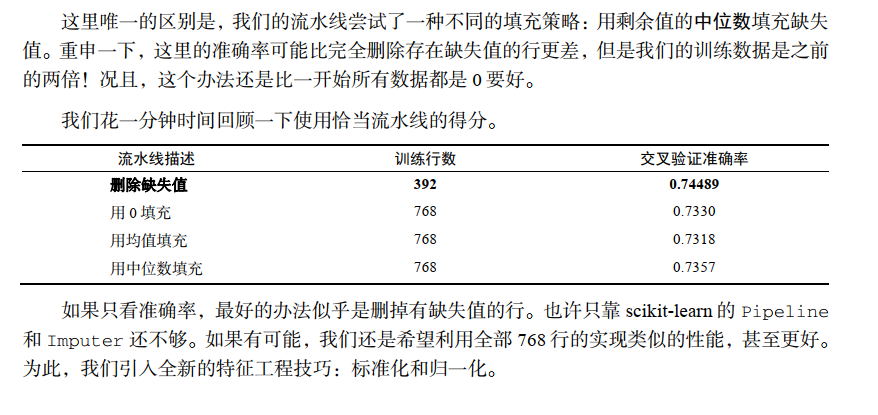 这里唯一的区别是，我们的流水线尝试了一种不同的填充策略：用剩余值的中位数填充缺失
值。重申一下，这里的准确率可能比完全删除存在缺失值的行更差，但是我们的训练数据是之前
的两倍！况且，这个办法还是比一开始所有数据都是 0 要好。
我们花一分钟时间回顾一下使用恰当流水线的得分。
流水线描述 训练行数 交叉验证准确率
删除缺失值 392 0.74489
用 0 填充 768 0.7330
用均值填充 768 0.7318
用中位数填充 768 0.7357
如果只看准确率，最好的办法似乎是删掉有缺失值的行。也许只靠 scikit-learn 的 Pipeline
和 Imputer 还不够。如果有可能，我们还是希望利用全部 768 行的实现类似的性能，甚至更好。
为此，我们引入全新的特征工程技巧：标准化和归一化。